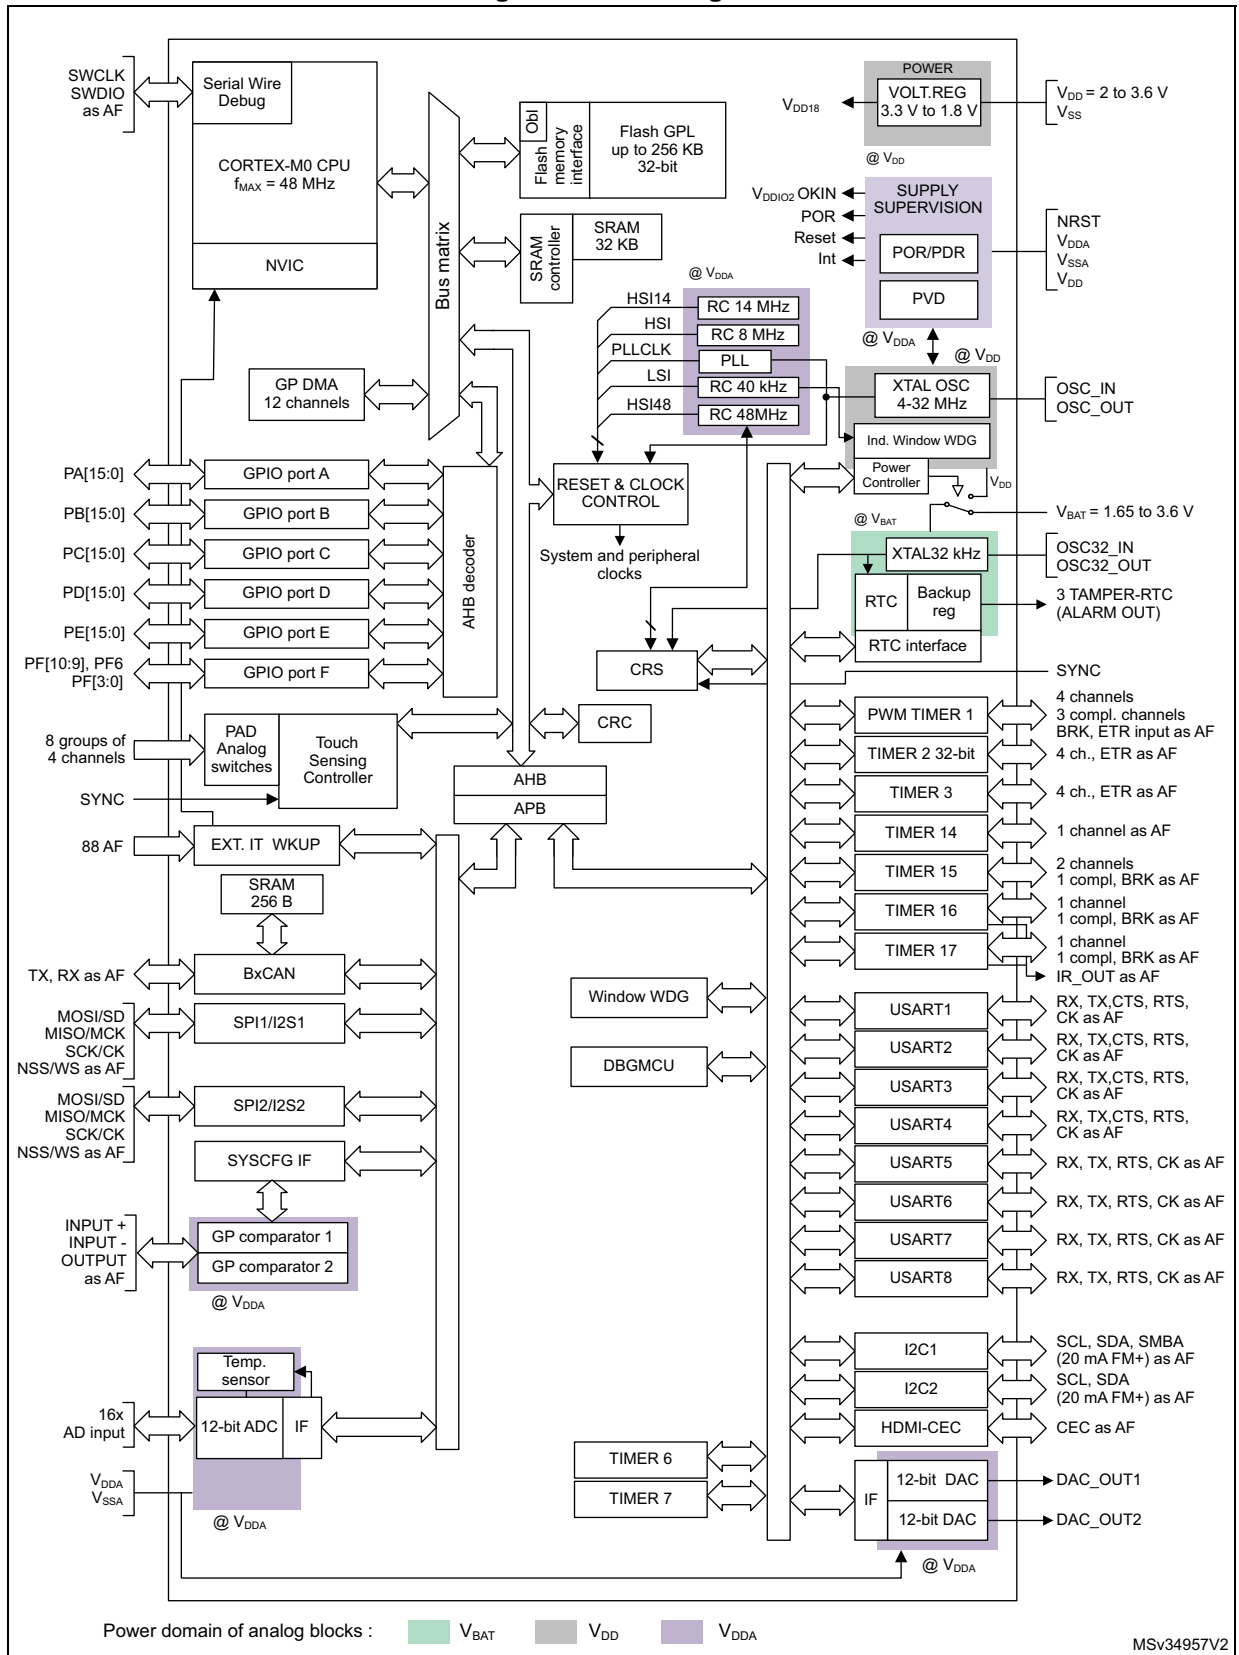 SWCLK
SWDIO
as AF
Serial Wire
Debug
CORTEX-M0 CPU
fMAX = 48 MHz
NVIC
Bus matrix
Obl
Flash
memory
interface
Flash GPL
up to 256 KB
32-bit
SRAM
controller
SRAM
32 KB
POWER
VOLT.REG
3.3 V to 1.8 V
VDD18
VDD = 2 to 3.6 V
VSS
@ VDD
SUPPLY
SUPERVISION
POR/PDR
PVD
VDDIO2 OKIN
POR
Reset
Int
NRST
VDDA
VSSA
VDD
@ VDDA
@ VDDA
@ VDD
HSI14
HSI
PLLCLK
LSI
HSI48
RC 14 MHz
RC 8 MHz
PLL
RC 40 kHz
RC 48MHz
XTAL OSC
4-32 MHz
OSC_IN
OSC_OUT
Ind. Window WDG
Power
Controller
VDD
VBAT = 1.65 to 3.6 V
@ VBAT
GP DMA
12 channels
PA[15:0]
GPIO port A
PB[15:0]
GPIO port B
PC[15:0]
GPIO port C
PD[15:0]
GPIO port D
PE[15:0]
GPIO port E
PF[10:9], PF6
PF[3:0]
GPIO port F
AHB decoder
RESET & CLOCK
CONTROL
System and peripheral
clocks
XTAL32 kHz
OSC32_IN
OSC32_OUT
RTC
Backup
reg
RTC interface
3 TAMPER-RTC
(ALARM OUT)
CRS
SYNC
8 groups of
4 channels
PAD
Analog
switches
Touch
Sensing
Controller
SYNC
CRC
AHB
APB
88 AF
EXT. IT WKUP
SRAM
256 B
TX, RX as AF
BxCAN
MOSI/SD
MISO/MCK
SCK/CK
NSS/WS as AF
SPI1/I2S1
MOSI/SD
MISO/MCK
SCK/CK
NSS/WS as AF
SPI2/I2S2
SYSCFG IF
INPUT +
INPUT -
OUTPUT
as AF
GP comparator 1
GP comparator 2
@ VDDA
Temp.
sensor
16x
AD input
12-bit ADC
IF
VDDA
VSSA
@ VDDA
Window WDG
DBGMCU
TIMER 6
TIMER 7
PWM TIMER 1
4 channels
3 compl. channels
BRK, ETR input as AF
TIMER 2 32-bit
4 ch., ETR as AF
TIMER 3
4 ch., ETR as AF
TIMER 14
1 channel as AF
TIMER 15
2 channels
1 compl, BRK as AF
TIMER 16
1 channel
1 compl, BRK as AF
TIMER 17
1 channel
1 compl, BRK as AF
IR_OUT as AF
USART1
RX, TX,CTS, RTS,
CK as AF
USART2
RX, TX,CTS, RTS,
CK as AF
USART3
RX, TX,CTS, RTS,
CK as AF
USART4
RX, TX,CTS, RTS,
CK as AF
USART5
RX, TX, RTS, CK as AF
USART6
RX, TX, RTS, CK as AF
USART7
RX, TX, RTS, CK as AF
USART8
RX, TX, RTS, CK as AF
I2C1
SCL, SDA, SMBA
(20 mA FM+) as AF
I2C2
SCL, SDA
(20 mA FM+) as AF
HDMI-CEC
CEC as AF
IF
12-bit DAC
DAC_OUT1
12-bit DAC
DAC_OUT2
@ VDDA
Power domain of analog blocks :
VBAT
VDD
VDDA
MSv34957V2